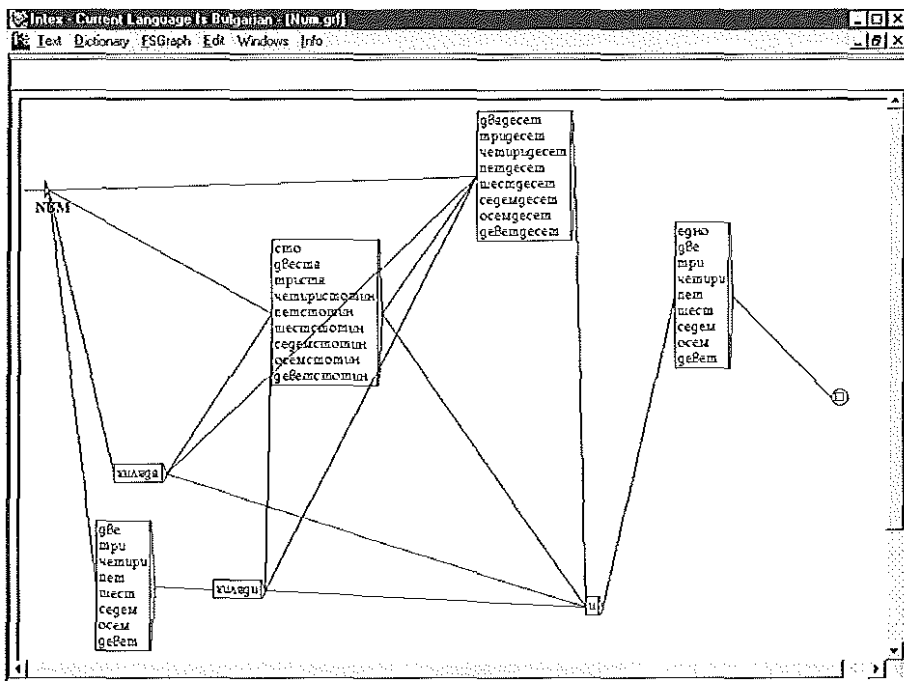 Intex - Current Language Is Bulgarian - [Num.grf]
Text Dictionary FSGraph Edit Windows Info
NUM
двадесет
тридесет
четиридесет
петдесет
шестдесет
седемдесет
осемдесет
деветдесет
сто
двеста
триста
четиристотин
петстотин
шестстотин
седемстотин
осемстотин
деветстотин
едно
две
три
четири
пет
шест
седем
осем
девет
хиляда
две
три
четири
пет
шест
седем
осем
девет
хиляди
и